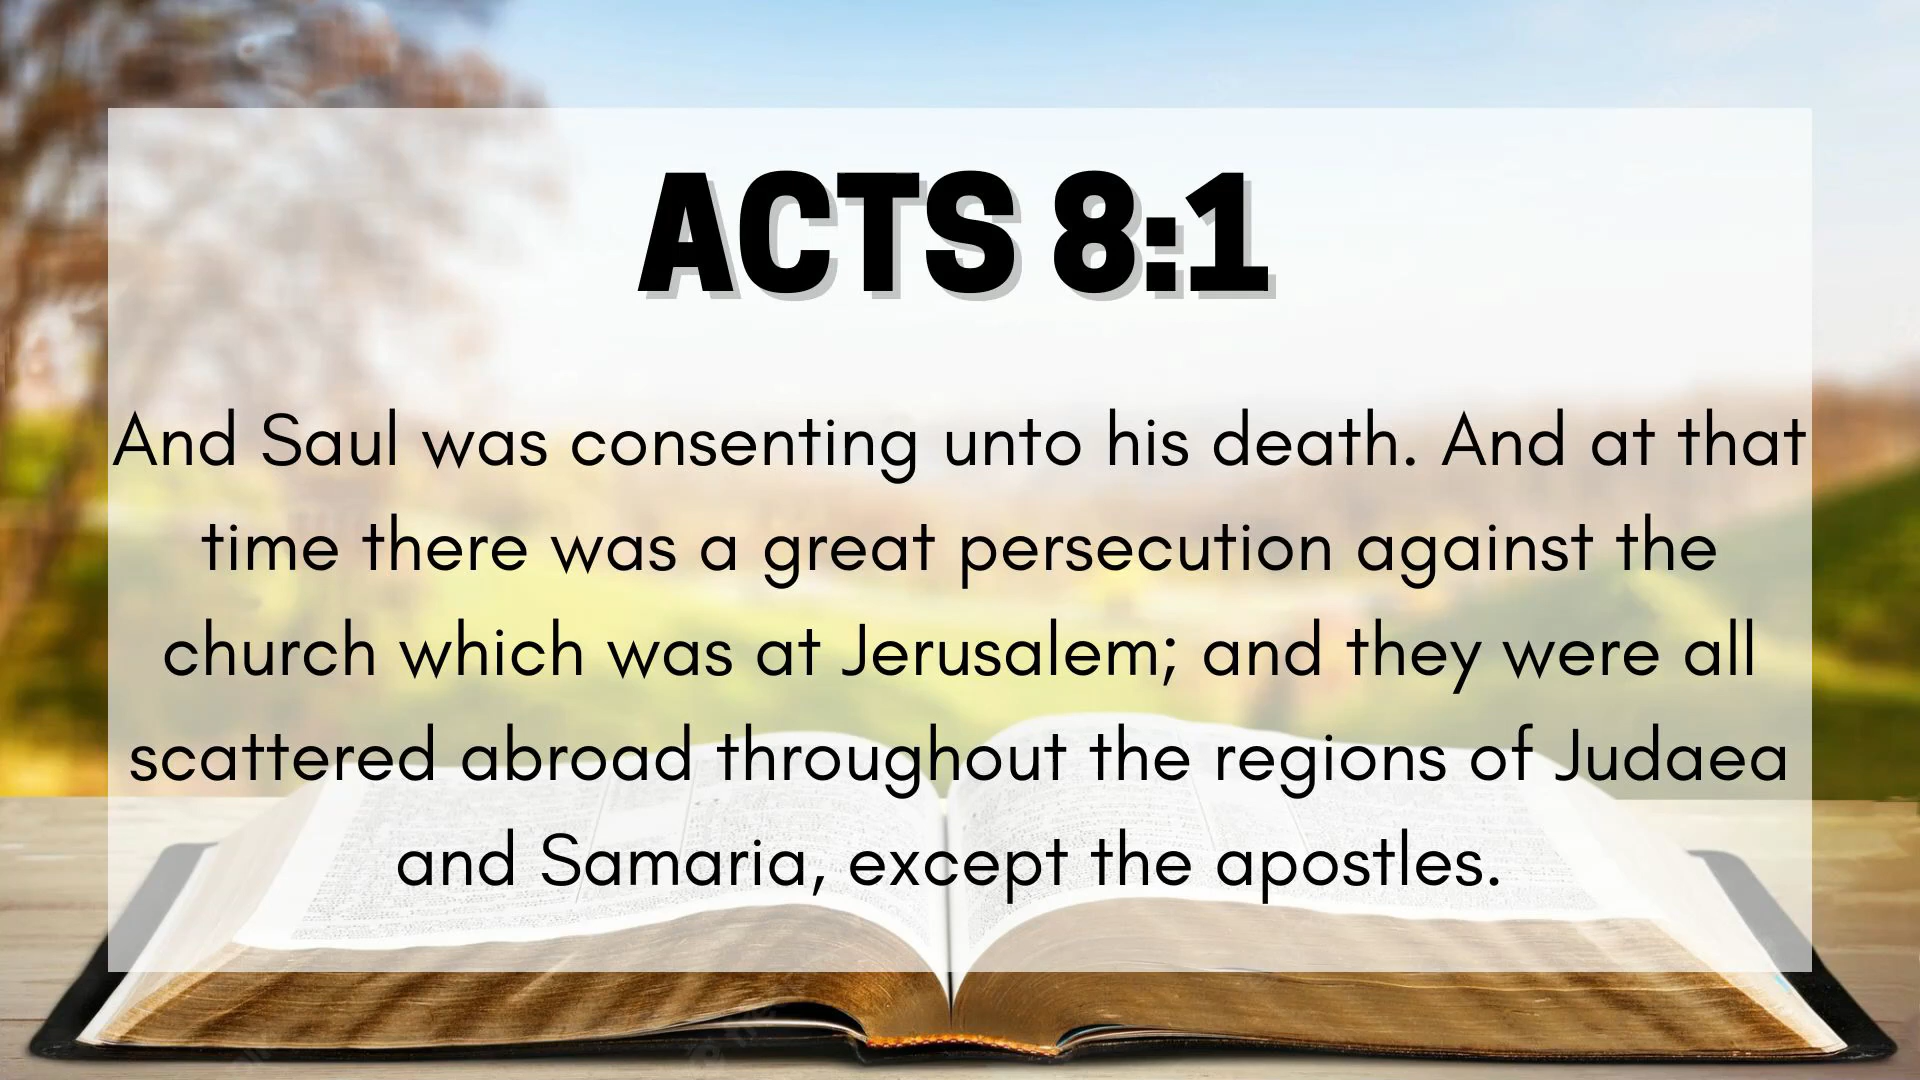 ACTS 8:1
And Saul was consenting unto his death. And at that
time there was a great persecution against the
church which was at Jerusalem; and they were all
scattered abroad throughout the regions of Judaea
and Samaria, except the apostles.